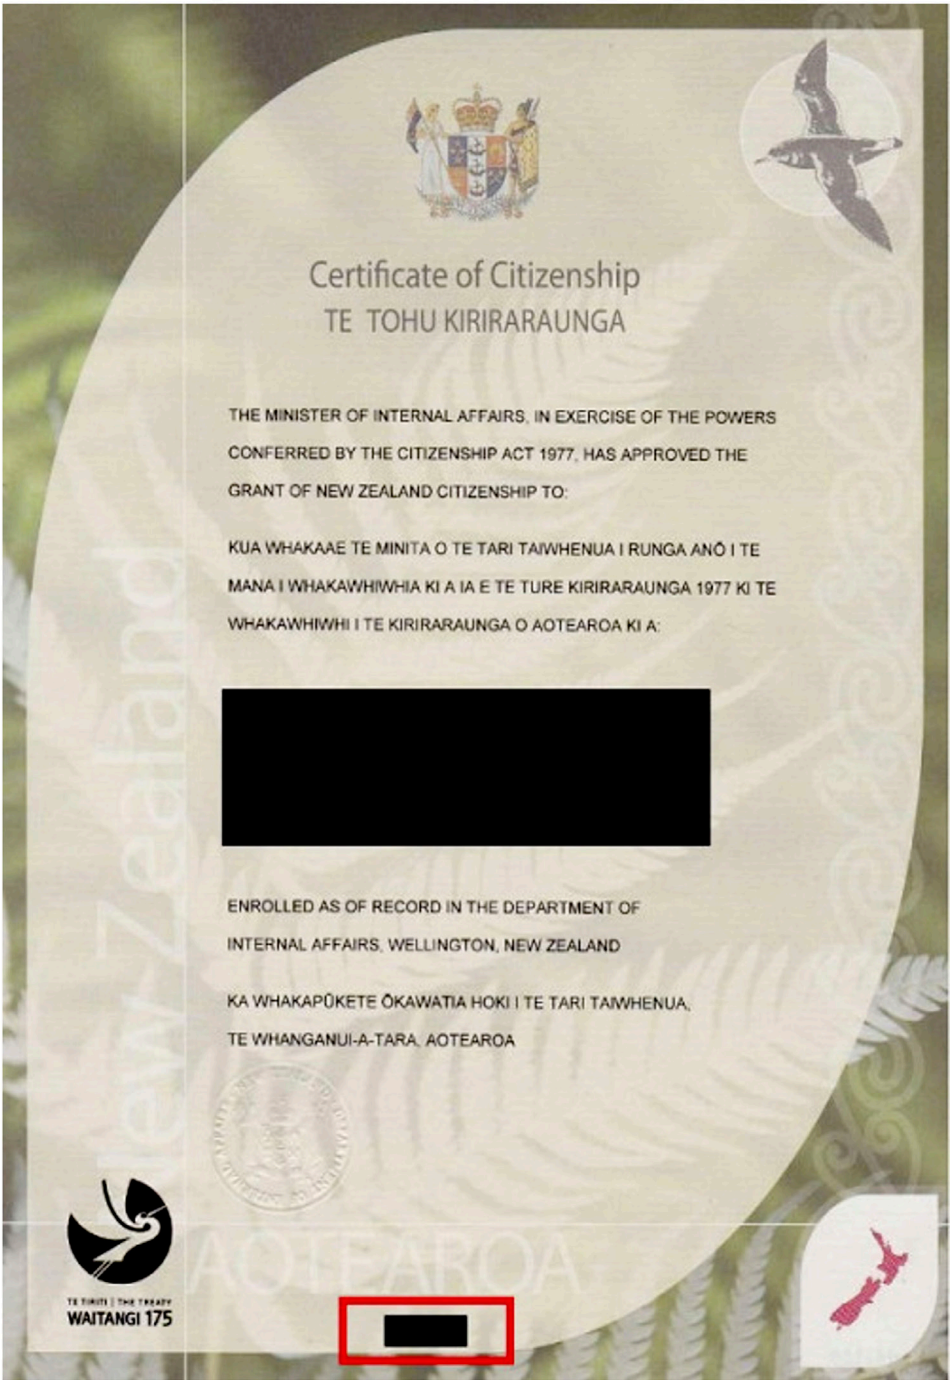 Certificate of Citizenship
TE TOHU KIRIRARAUNGA
THE MINISTER OF INTERNAL AFFAIRS, IN EXERCISE OF THE POWERS
CONFERRED BY THE CITIZENSHIP ACT 1977, HAS APPROVED THE
GRANT OF NEW ZEALAND CITIZENSHIP TO:
KUA WHAKAAE TE MINITA O TE TARI TAIWHENUA I RUNGA ANŌ I TE
MANA I WHAKAWHIWHIA KI A IA E TE TURE KIRIRARAUNGA 1977 KI TE
WHAKAWHIWHI I TE KIRIRARAUNGA O AOTEAROA KI A:
ENROLLED AS OF RECORD IN THE DEPARTMENT OF
INTERNAL AFFAIRS, WELLINGTON, NEW ZEALAND
KA WHAKAPŪKETE ŌKAWATIA HOKI I TE TARI TAIWHENUA,
TE WHANGANUI-A-TARA, AOTEAROA
New Zealand
AOTEAROA
TE TIRITI | THE TREATY
WAITANGI 175